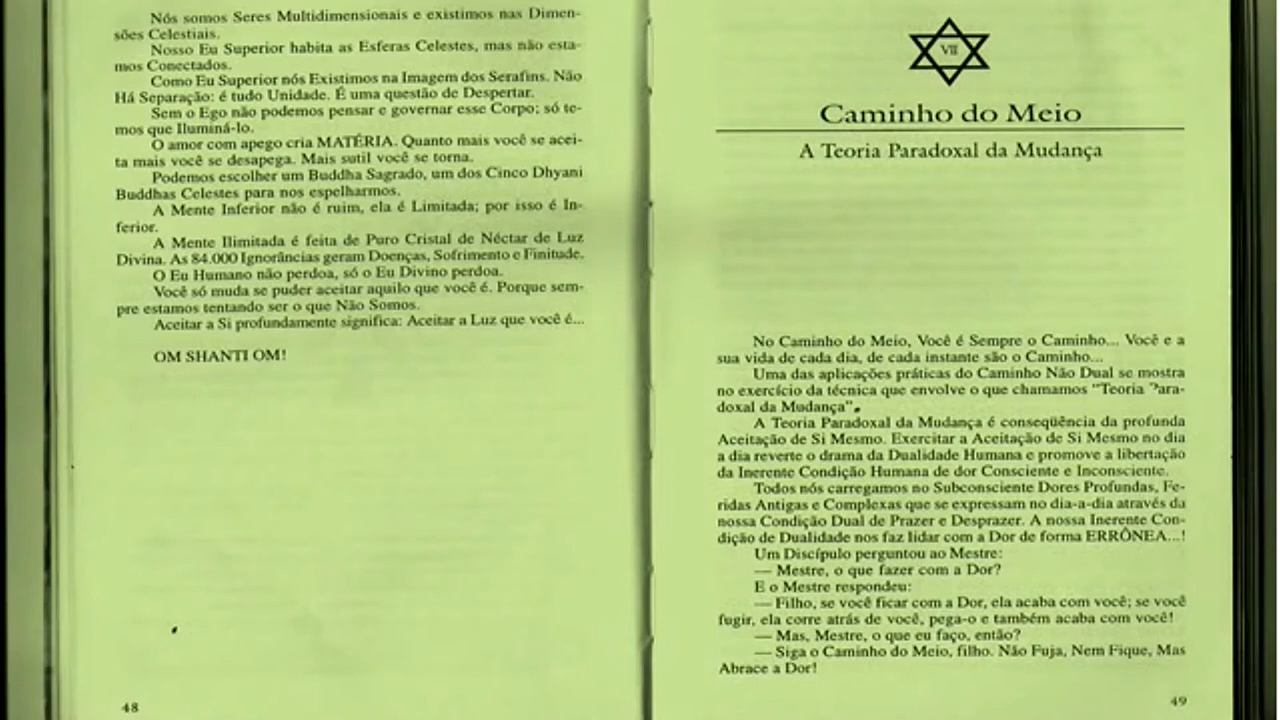 Nós somos Seres Multidimensionais e existimos nas Dimen-
sões Celestiais.
Nosso Eu Superior habita as Esferas Celestes, mas não esta-
mos Conectados.
Como Eu Superior nós Existimos na Imagem dos Serafins. Não
Há Separação: é tudo Unidade. É uma questão de Despertar.
Sem o Ego não podemos pensar e governar esse Corpo; só te-
mos que Iluminá-lo.
O amor com apego cria MATÉRIA. Quanto mais você se acei-
ta mais você se desapega. Mais sutil você se torna.
Podemos escolher um Buddha Sagrado, um dos Cinco Dhyani
Buddhas Celestes para nos espelharmos.
A Mente Inferior não é ruim, ela é Limitada; por isso é In-
ferior.
A Mente Ilimitada é feita de Puro Cristal de Néctar de Luz
Divina. As 84.000 Ignorâncias geram Doenças, Sofrimento e Finitude.
O Eu Humano não perdoa, só o Eu Divino perdoa.
Você só muda se puder aceitar aquilo que você é. Porque sem-
pre estamos tentando ser o que Não Somos.
Aceitar a Si profundamente significa: Aceitar a Luz que você é...
OM SHANTI OM!
48
VII
Caminho do Meio
A Teoria Paradoxal da Mudança
No Caminho do Meio, Você é Sempre o Caminho... Você e a
sua vida de cada dia, de cada instante são o Caminho...
Uma das aplicações práticas do Caminho Não Dual se mostra
no exercício da técnica que envolve o que chamamos "Teoria Para-
doxal da Mudança".
A Teoria Paradoxal da Mudança é conseqüência da profunda
Aceitação de Si Mesmo. Exercitar a Aceitação de Si Mesmo no dia
a dia reverte o drama da Dualidade Humana e promove a libertação
da Inerente Condição Humana de dor Consciente e Inconsciente.
Todos nós carregamos no Subconsciente Dores Profundas, Fe-
ridas Antigas e Complexas que se expressam no dia-a-dia através da
nossa Condição Dual de Prazer e Desprazer. A nossa Inerente Con-
dição de Dualidade nos faz lidar com a Dor de forma ERRÔNEA...!
Um Discípulo perguntou ao Mestre:
— Mestre, o que fazer com a Dor?
E o Mestre respondeu:
— Filho, se você ficar com a Dor, ela acaba com você; se você
fugir, ela corre atrás de você, pega-o e também acaba com você!
— Mas, Mestre, o que eu faço, então?
— Siga o Caminho do Meio, filho. Não Fuja, Nem Fique, Mas
Abrace a Dor!
49